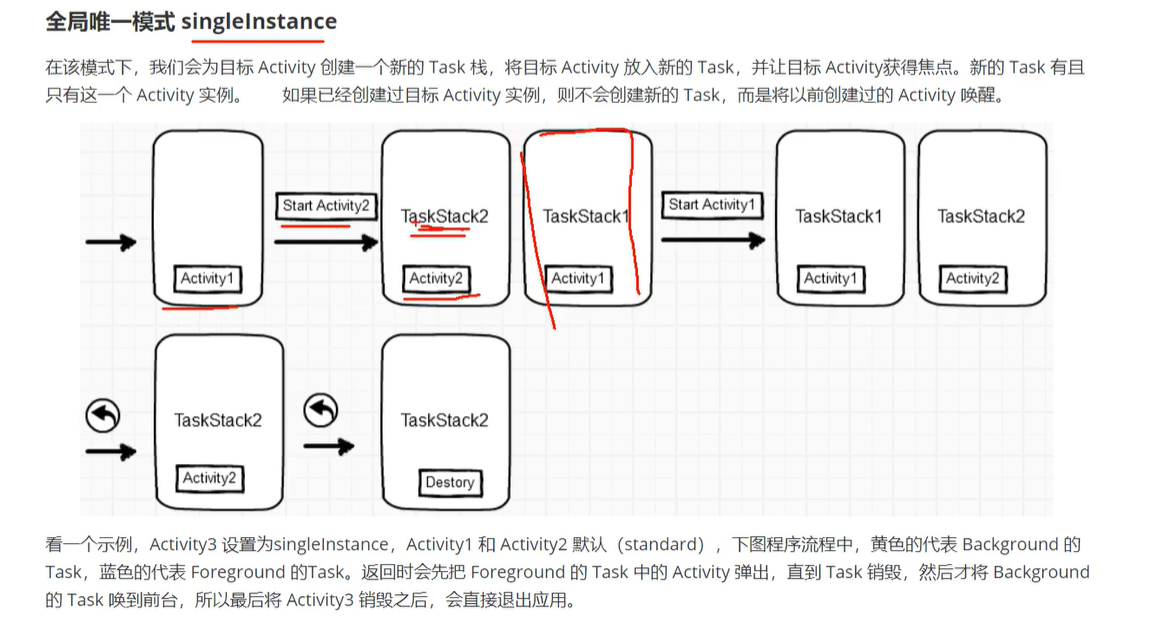 全局唯一模式 singleInstance
在该模式下，我们会为目标 Activity 创建一个新的 Task 栈，将目标 Activity 放入新的 Task，并让目标 Activity获得焦点。新的 Task 有且
只有这一个 Activity 实例。 如果已经创建过目标 Activity 实例，则不会创建新的 Task，而是将以前创建过的 Activity 唤醒。
Start Activity2
Start Activity1
TaskStack2
TaskStack1
TaskStack1
TaskStack2
Activity1
Activity2
Activity1
Activity1
Activity2
TaskStack2
TaskStack2
Activity2
Destory
看一个示例，Activity3 设置为singleInstance，Activity1 和 Activity2 默认（standard），下图程序流程中，黄色的代表 Background 的
Task，蓝色的代表 Foreground 的Task。返回时会先把 Foreground 的 Task 中的 Activity 弹出，直到 Task 销毁，然后才将 Background
的 Task 唤到前台，所以最后将 Activity3 销毁之后，会直接退出应用。